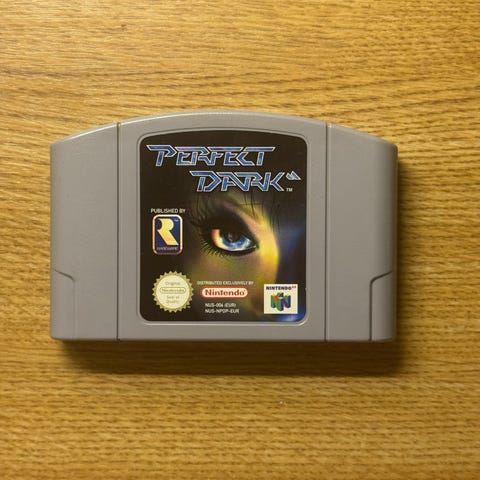 PERFECT
DARK
TM
PUBLISHED BY
R
RAREWARE
Original
Nintendo
Seal of
Quality
DISTRIBUTED EXCLUSIVELY BY
Nintendo
NUS-006 (EUR)
NUS-NPDP-EUR
NINTENDO 64